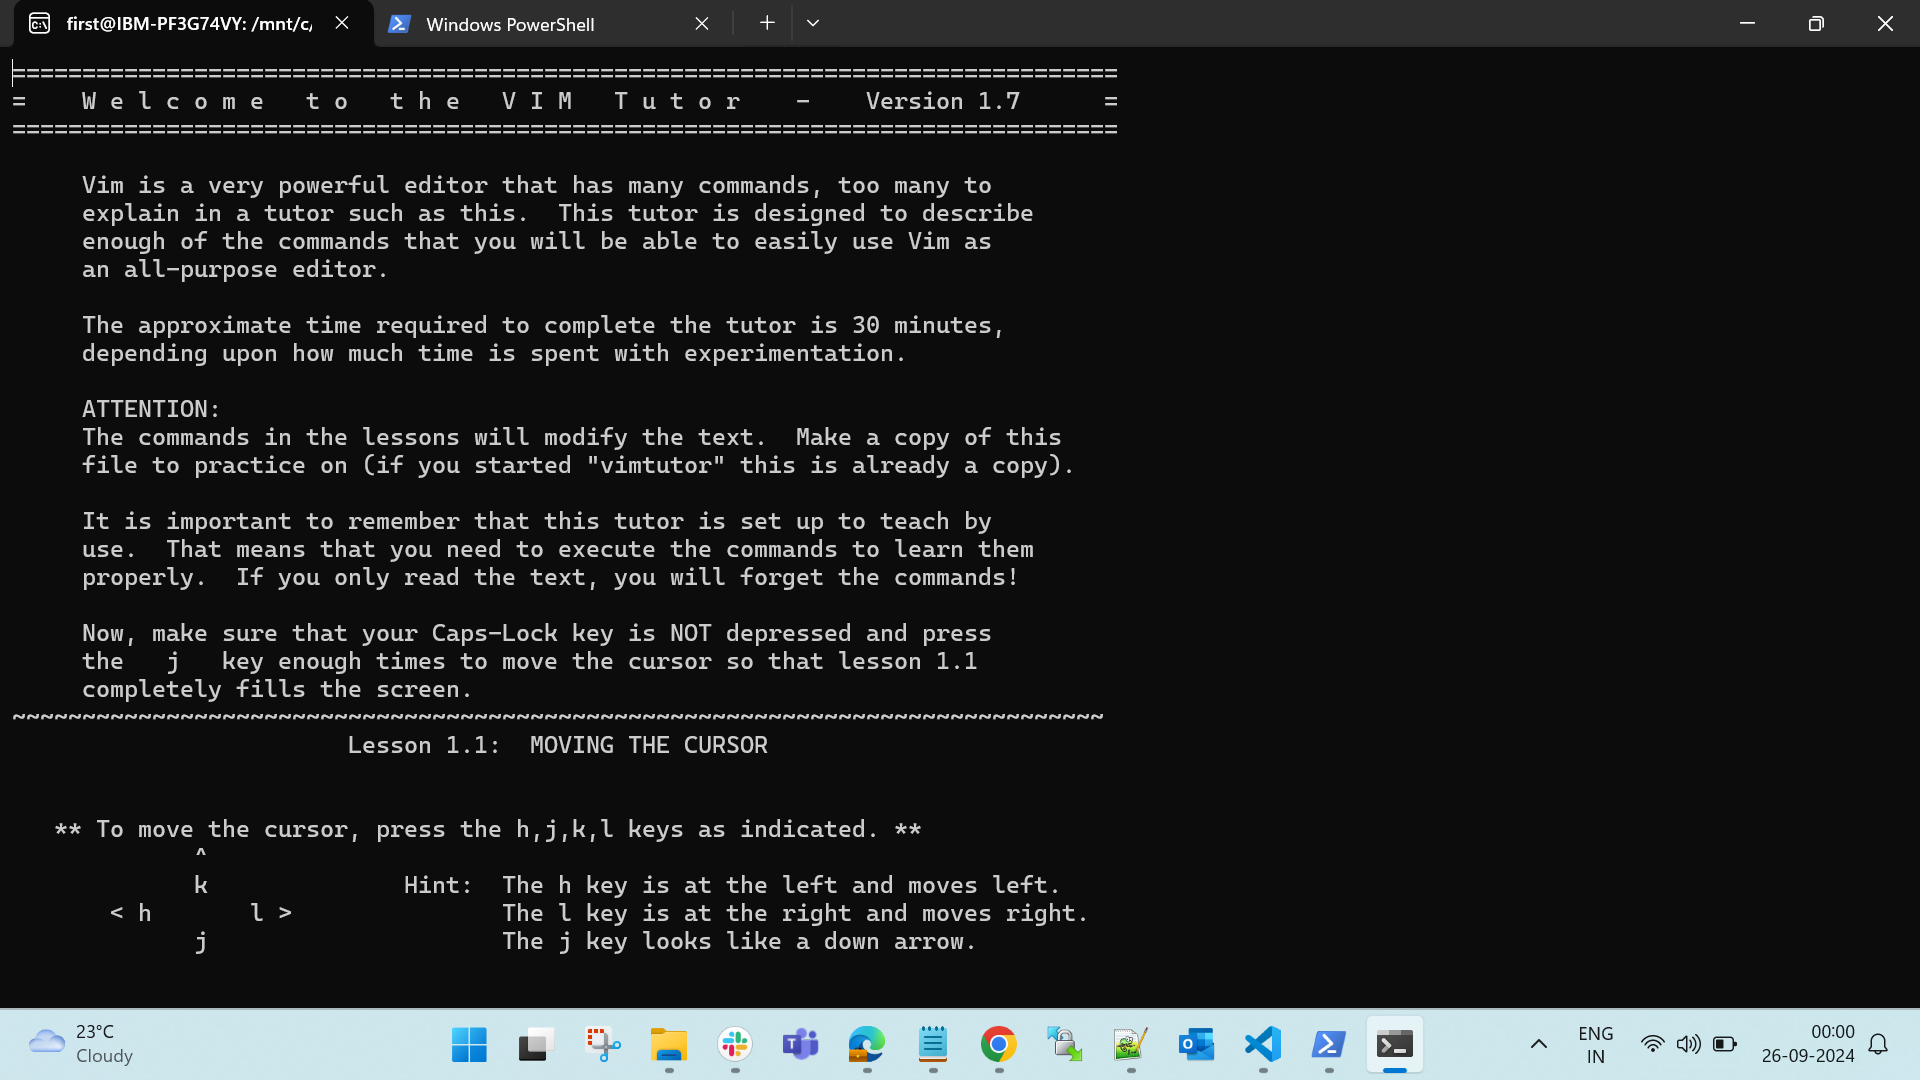 first@IBM-PF3G74VY: /mnt/c/
Windows PowerShell
===============================================================================
=    W e l c o m e   t o   t h e   V I M   T u t o r    -    Version 1.7      =
===============================================================================
Vim is a very powerful editor that has many commands, too many to
explain in a tutor such as this.  This tutor is designed to describe
enough of the commands that you will be able to easily use Vim as
an all-purpose editor.
The approximate time required to complete the tutor is 30 minutes,
depending upon how much time is spent with experimentation.
ATTENTION:
The commands in the lessons will modify the text.  Make a copy of this
file to practice on (if you started "vimtutor" this is already a copy).
It is important to remember that this tutor is set up to teach by
use.  That means that you need to execute the commands to learn them
properly.  If you only read the text, you will forget the commands!
Now, make sure that your Caps-Lock key is NOT depressed and press
the   j   key enough times to move the cursor so that lesson 1.1
completely fills the screen.
~~~~~~~~~~~~~~~~~~~~~~~~~~~~~~~~~~~~~~~~~~~~~~~~~~~~~~~~~~~~~~~~~~~~~~~~~~~~~~
Lesson 1.1:  MOVING THE CURSOR
** To move the cursor, press the h,j,k,l keys as indicated. **
^
k              Hint:  The h key is at the left and moves left.
< h       l >               The l key is at the right and moves right.
j                     The j key looks like a down arrow.
23°C
Cloudy
ENG
IN
00:00
26-09-2024